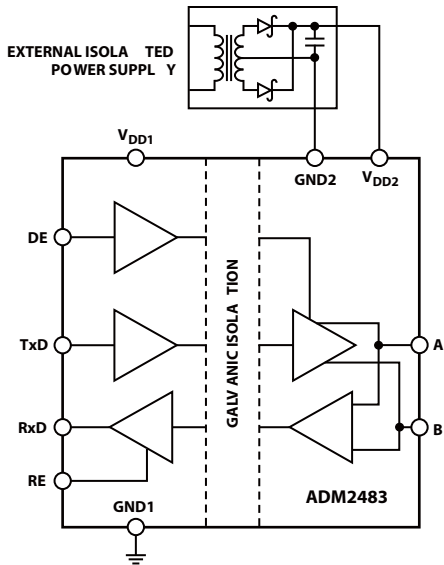 EXTERNAL ISOLA TED
POWER SUPPL Y
VDD1
GND2
VDD2
DE
TxD
RxD
RE
GALV ANIC ISOLA TION
A
B
GND1
ADM2483